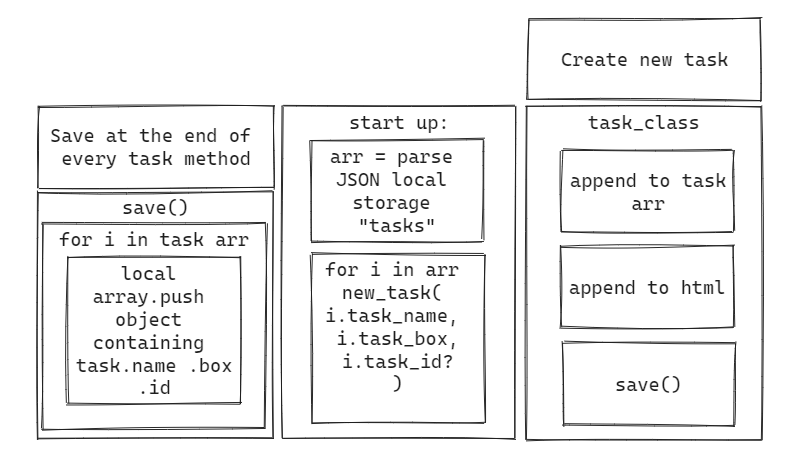 Save at the end of
every task method
save()
for i in task arr
local
array.push
object
containing
task.name .box
.id
start up:
arr = parse
JSON local
storage
"tasks"
for i in arr
new_task(
i.task_name,
i.task_box,
i.task_id?
)
Create new task
task_class
append to task
arr
append to html
save()